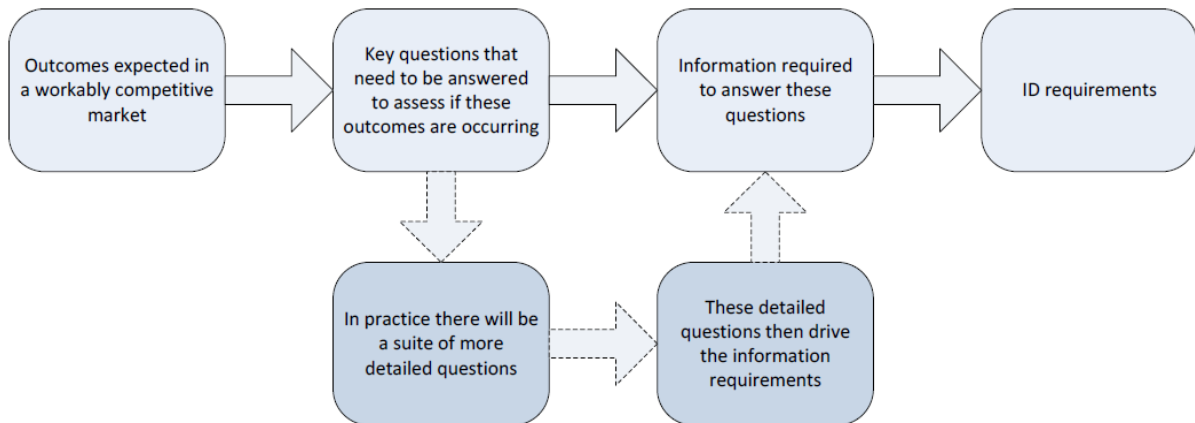 Outcomes expected in
a workably competitive
market
Key questions that
need to be answered
to assess if these
outcomes are occurring
Information required
to answer these
questions
ID requirements
In practice there will be
a suite of more
detailed questions
These detailed
questions then drive
the information
requirements